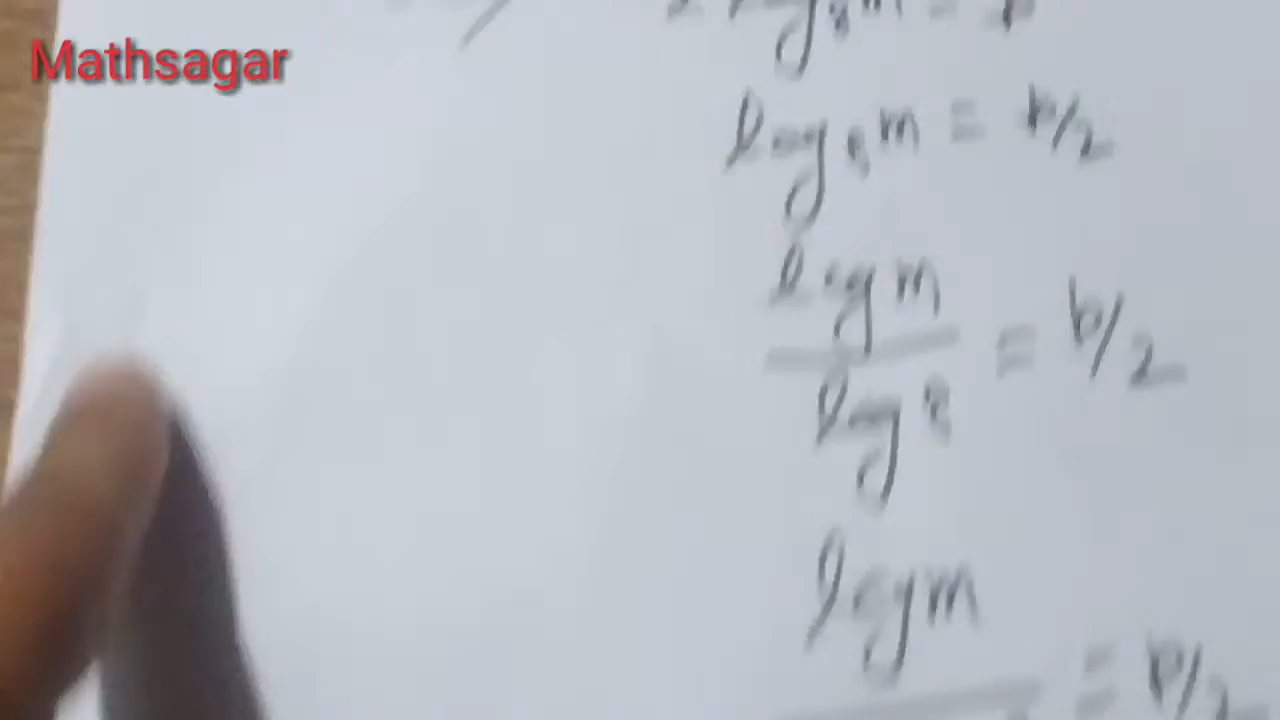 Mathsagar
log₈m = b/2
log m
log 8
= b/2
log m
= b/2